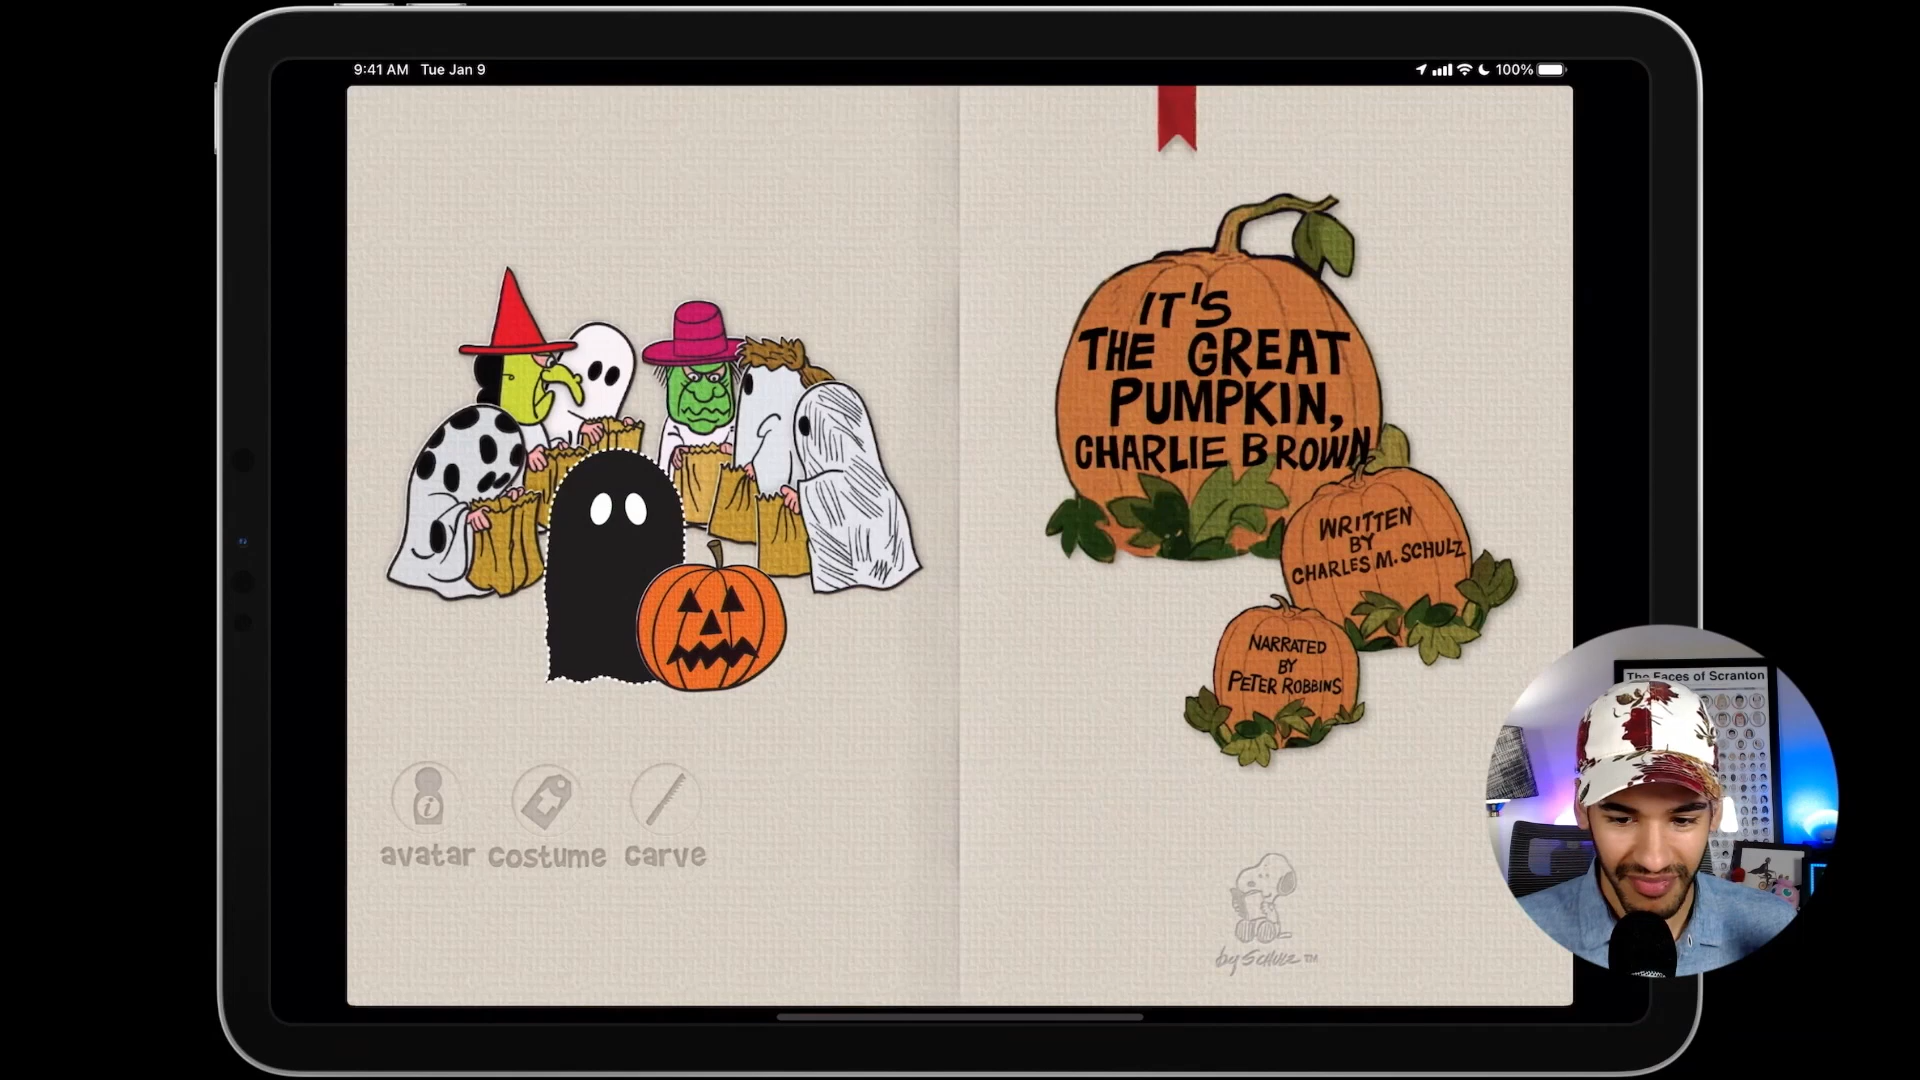 9:41 AM Tue Jan 9
100%
IT'S
THE GREAT
PUMPKIN,
CHARLIE BROWN
WRITTEN
BY
CHARLES M. SCHULZ
NARRATED
BY
PETER ROBBINS
avatar costume carve
by SCHULZ™
The Faces of Scranton